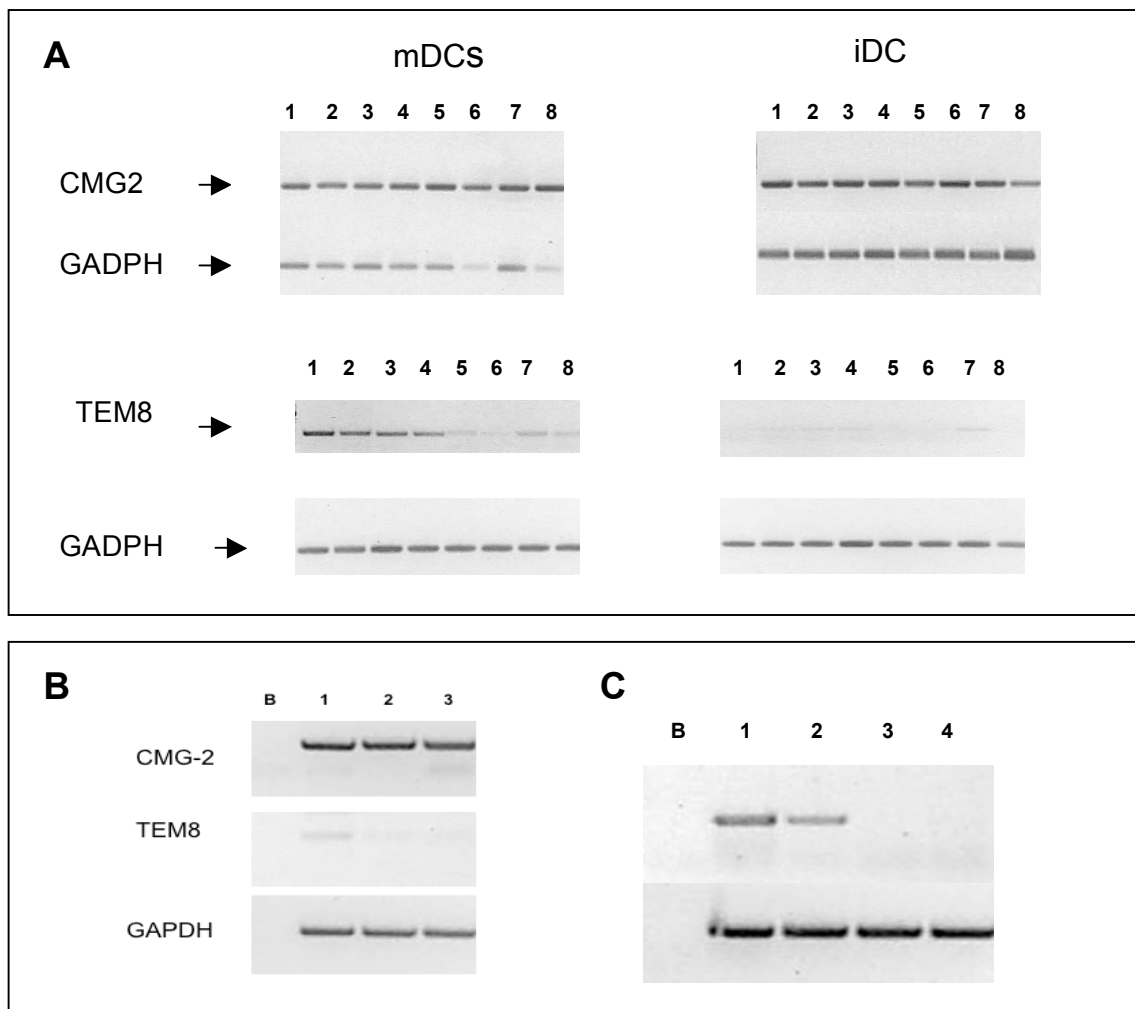 A
mDCs
iDC
1 2 3 4 5 6 7 8
1 2 3 4 5 6 7 8
CMG2
GADPH
1 2 3 4 5 6 7 8
1 2 3 4 5 6 7 8
TEM8
GADPH
B
C
B 1 2 3
B 1 2 3 4
CMG-2
TEM8
GAPDH